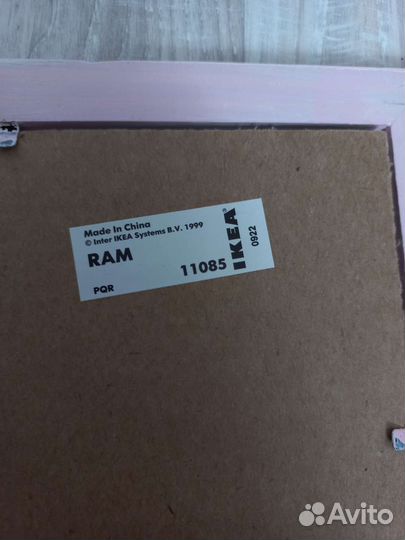 Made In China
© Inter IKEA Systems B.V. 1999
RAM
11085
PQR
IKEA®
0922
Avito